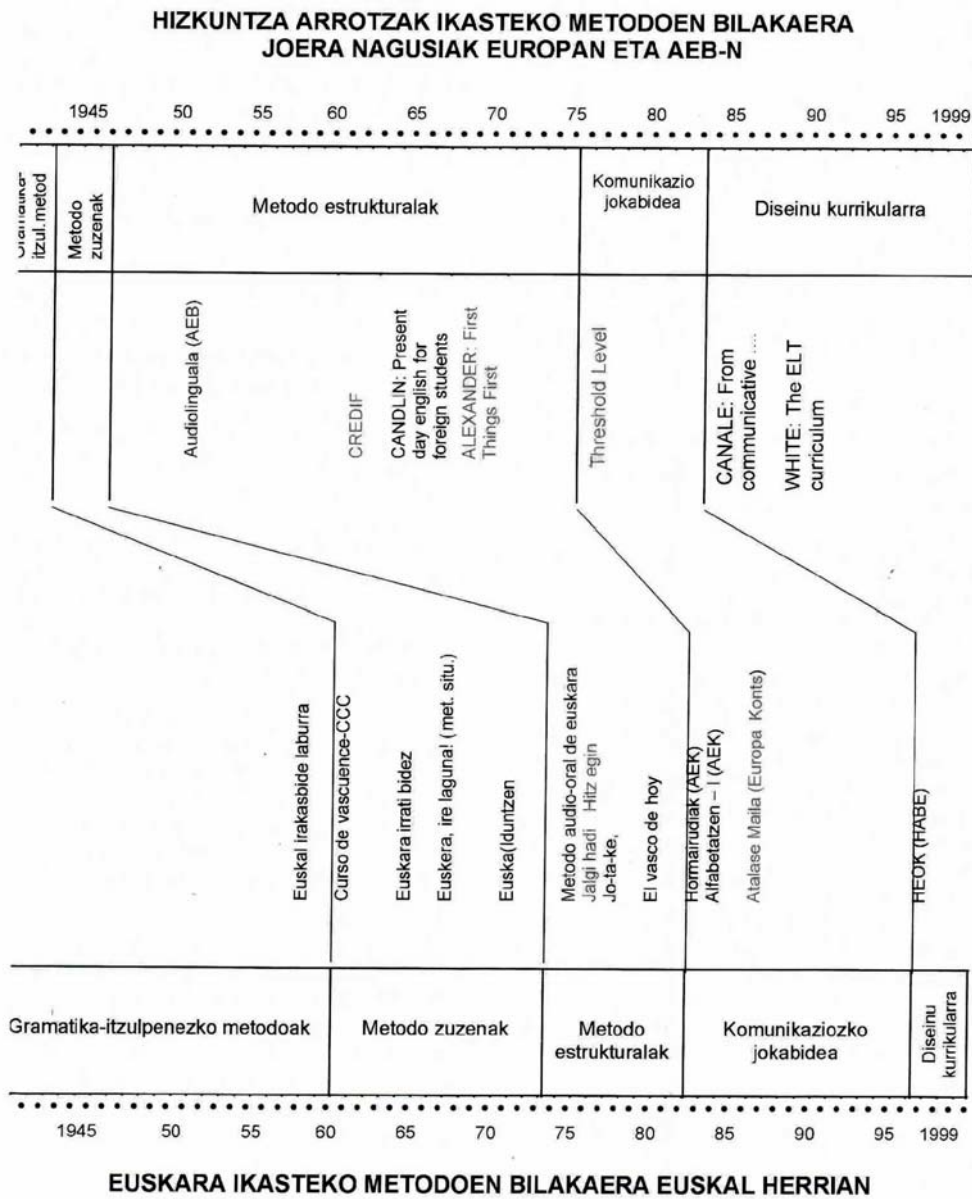 HIZKUNTZA ARROTZAK IKASTEKO METODOEN BILAKAERA
JOERA NAGUSIAK EUROPAN ETA AEB-N
1945 50 55 60 65 70 75 80 85 90 95 1999
Gramatika-
itzul.metod
Metodo
zuzenak
Metodo estrukturalak
Komunikazio
jokabidea
Diseinu kurrikularra
Audiolinguala (AEB)
CREDIF
CANDLIN: Present
day english for
foreign students
ALEXANDER: First
Things First
Threshold Level
CANALE: From
communicative ....
WHITE: The ELT
curriculum
Euskal irakasbide laburra
Curso de vascuence-CCC
Euskara irrati bidez
Euskera, ire laguna! (met. situ.)
Euska(lduntzen
Metodo audio-oral de euskara
Jalgi hadi Hitz egin
Jo-ta-ke,
El vasco de hoy
Hormairudiak (AEK)
Alfabetatzen – I (AEK)
Atalase Maila (Europa Konts)
HEOK (HABE)
Gramatika-itzulpenezko metodoak
Metodo zuzenak
Metodo
estrukturalak
Komunikaziozko
jokabidea
Diseinu
kurrikularra
1945 50 55 60 65 70 75 80 85 90 95 1999
EUSKARA IKASTEKO METODOEN BILAKAERA EUSKAL HERRIAN